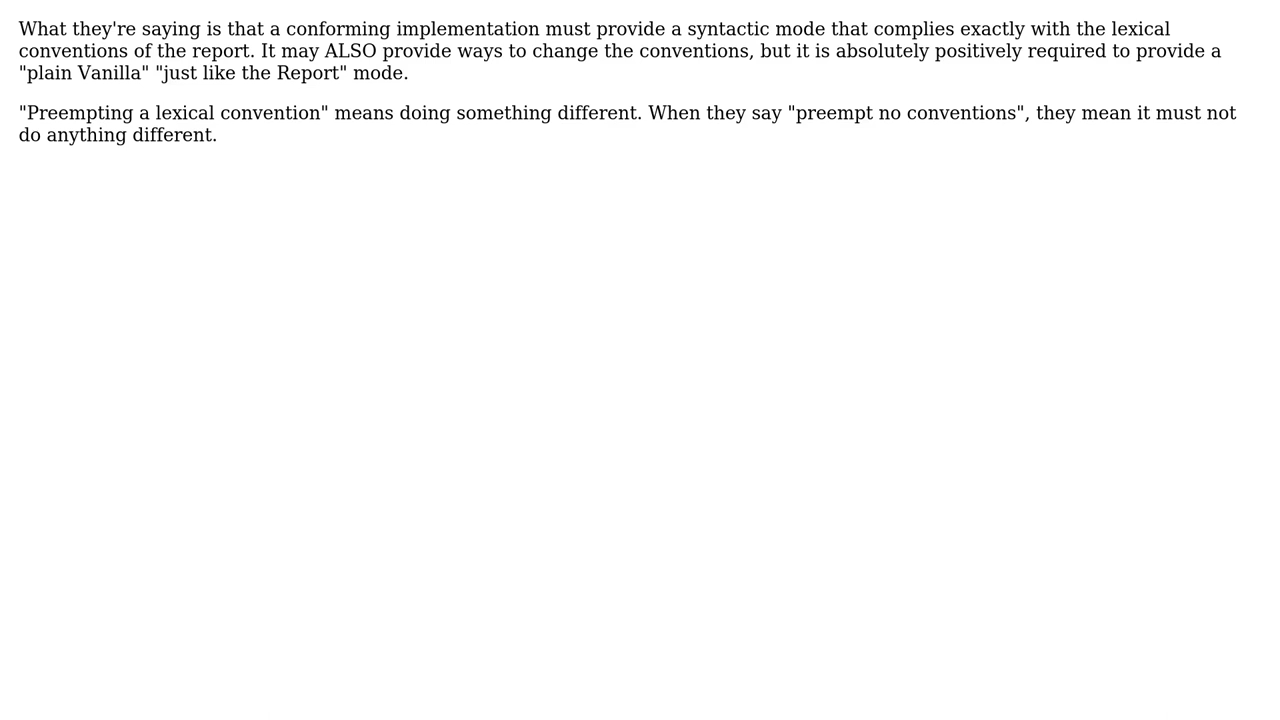 What they're saying is that a conforming implementation must provide a syntactic mode that complies exactly with the lexical
conventions of the report. It may ALSO provide ways to change the conventions, but it is absolutely positively required to provide a
"plain Vanilla" "just like the Report" mode.
"Preempting a lexical convention" means doing something different. When they say "preempt no conventions", they mean it must not
do anything different.